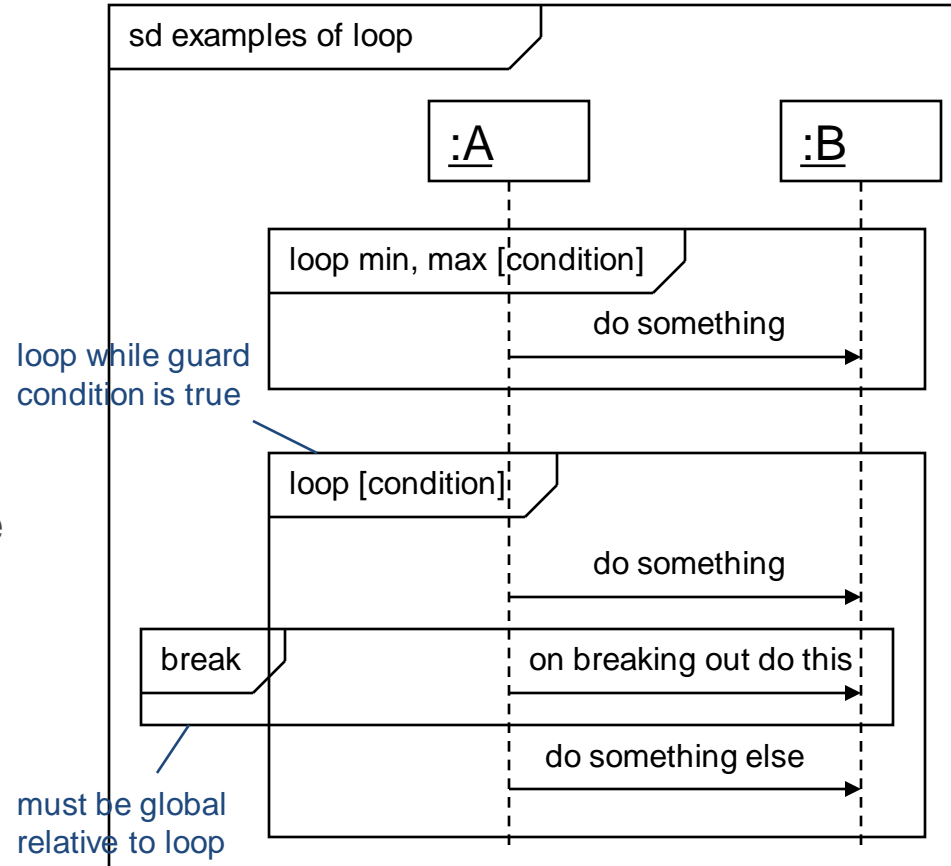 sd examples of loop
:A
:B
loop min, max [condition]
do something
loop while guard
condition is true
loop [condition]
do something
break
on breaking out do this
do something else
must be global
relative to loop